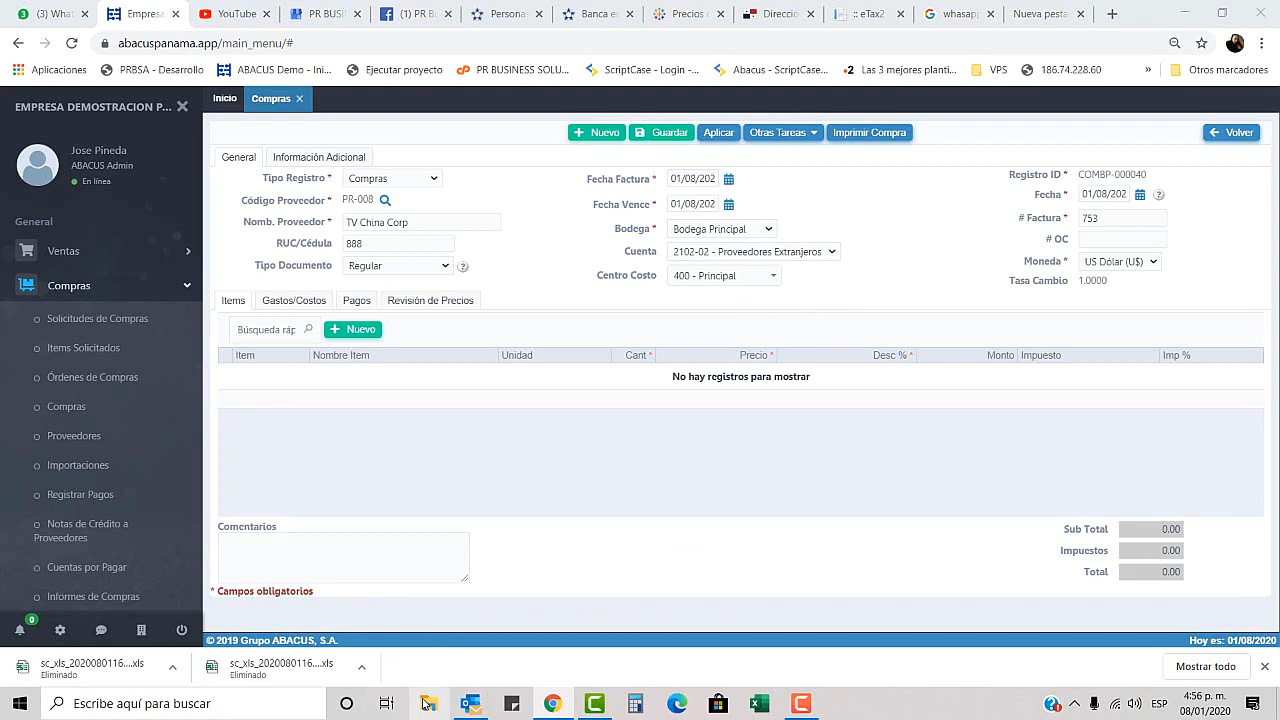 (3) Whats
Empresa
YouTube
PR BUSI
(1) PR B
Persona
Banca e
Precios
Direcció
:: eTax2
whasap
Nueva pesta
abacuspanama.app/main_menu/#
Aplicaciones
PRBSA - Desarrollo
ABACUS Demo - Ini...
Ejecutar proyecto
PR BUSINESS SOLU...
ScriptCase - Login -...
Abacus - ScriptCase...
Las 3 mejores planti...
VPS
186.74.228.60
»
Otros marcadores
EMPRESA DEMOSTRACION P...
Inicio
Compras
Jose Pineda
ABACUS Admin
En línea
General
Ventas
Compras
Solicitudes de Compras
Items Solicitados
Órdenes de Compras
Compras
Proveedores
Importaciones
Registrar Pagos
Notas de Crédito a
Proveedores
Cuentas por Pagar
Informes de Compras
0
+ Nuevo
Guardar
Aplicar
Otras Tareas
Imprimir Compra
Volver
General
Información Adicional
Tipo Registro * Compras
Código Proveedor * PR-008
Nomb. Proveedor * TV China Corp
RUC/Cédula 888
Tipo Documento Regular
Fecha Factura * 01/08/202
Fecha Vence * 01/08/202
Bodega * Bodega Principal
Cuenta 2102-02 - Proveedores Extranjeros
Centro Costo 400 - Principal
Registro ID * COMBP-000040
Fecha * 01/08/202
# Factura * 753
# OC
Moneda * US Dólar (U$)
Tasa Cambio 1.0000
Items
Gastos/Costos
Pagos
Revisión de Precios
Búsqueda ráp
+ Nuevo
Item Nombre Item Unidad Cant * Precio * Desc % * Monto Impuesto Imp %
No hay registros para mostrar
Comentarios
Sub Total 0.00
Impuestos 0.00
Total 0.00
* Campos obligatorios
© 2019 Grupo ABACUS, S.A.
Hoy es: 01/08/2020
sc_xls_2020080116....xls
Eliminado
sc_xls_2020080116....xls
Eliminado
Mostrar todo
Escribe aquí para buscar
ESP
4:56 p. m.
08/01/2020